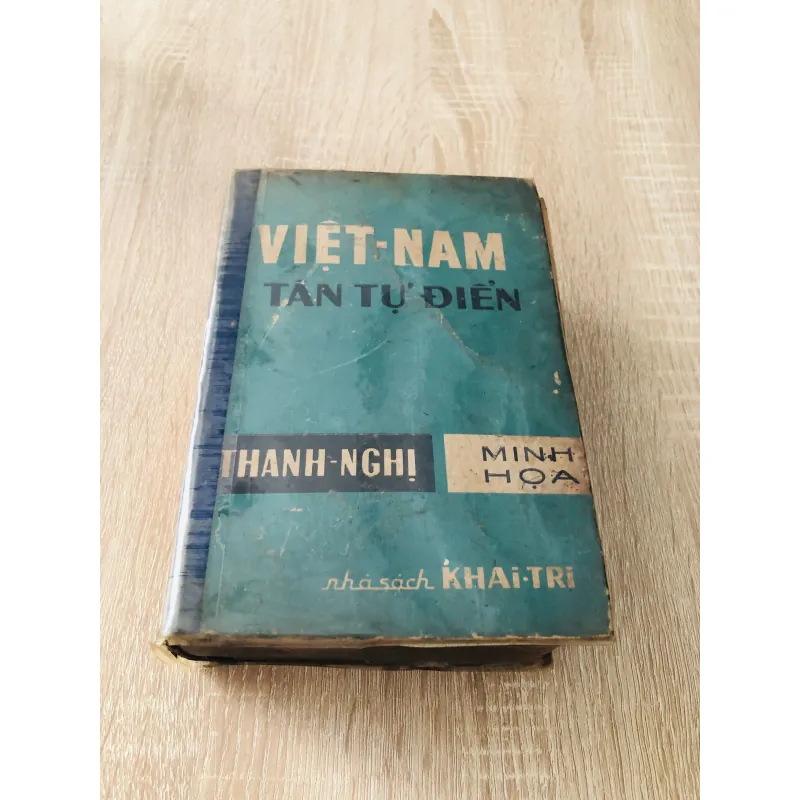 VIỆT-NAM
TÂN TỰ ĐIỂN
THANH-NGHỊ
MINH
HỌA
nhà sách KHAI-TRÍ